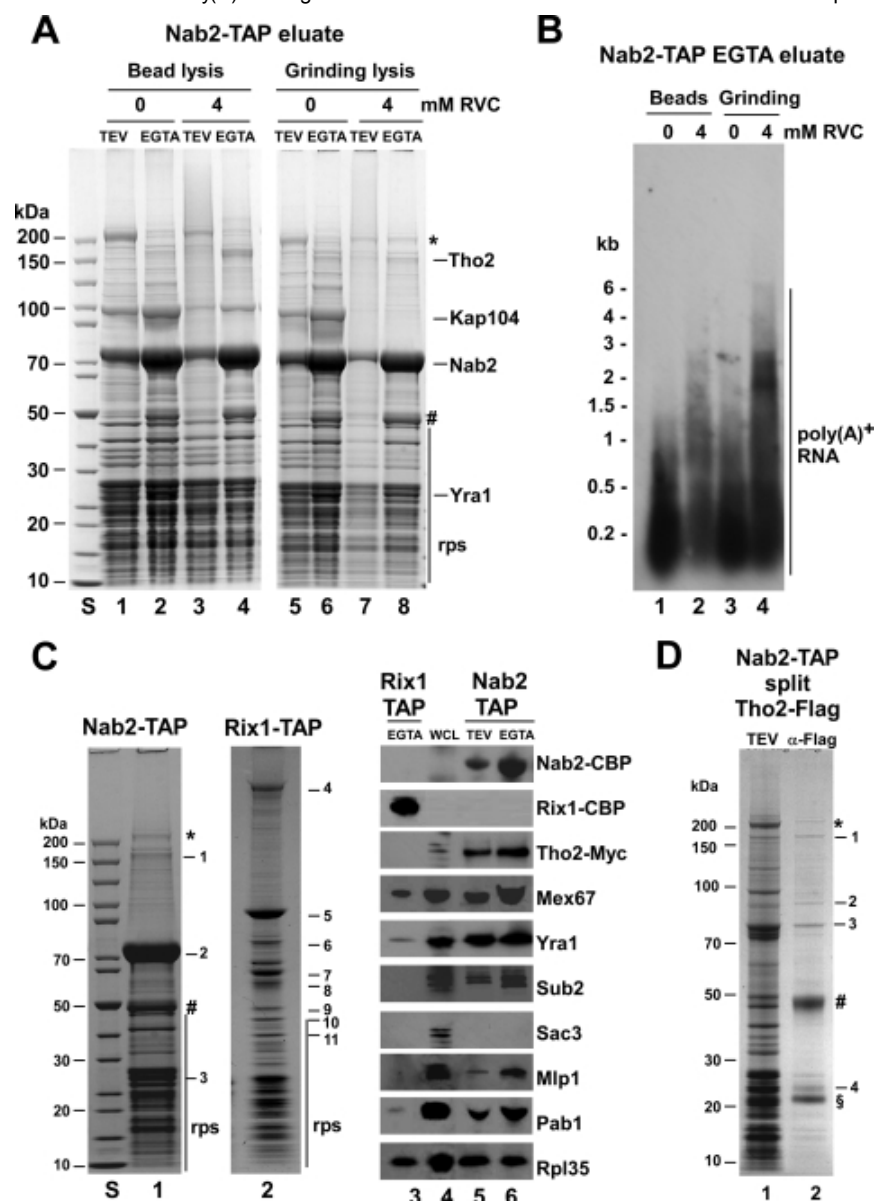 A
Nab2-TAP eluate
Bead lysis Grinding lysis
0 4 0 4 mM RVC
TEV EGTA TEV EGTA TEV EGTA TEV EGTA
kDa
200
150
100
70
50
30
20
10
*
Tho2
Kap104
Nab2
#
Yra1
rps
S 1 2 3 4 5 6 7 8
B
Nab2-TAP EGTA eluate
Beads Grinding
0 4 0 4 mM RVC
kb
6 -
4 -
3 -
2 -
1.5 -
1 -
0.5 -
0.2 -
poly(A)+
RNA
1 2 3 4
C
Nab2-TAP Rix1-TAP
kDa
200
150
100
70
50
30
20
10
*
1
2
#
3
rps
S 1
4
5
6
7
8
9
10
11
rps
2
Rix1 Nab2
TAP TAP
EGTA WCL TEV EGTA
Nab2-CBP
Rix1-CBP
Tho2-Myc
Mex67
Yra1
Sub2
Sac3
Mlp1
Pab1
Rpl35
3 4 5 6
D
Nab2-TAP
split
Tho2-Flag
TEV α-Flag
kDa
200
150
100
70
50
30
20
10
*
1
2
3
#
4
§
1 2